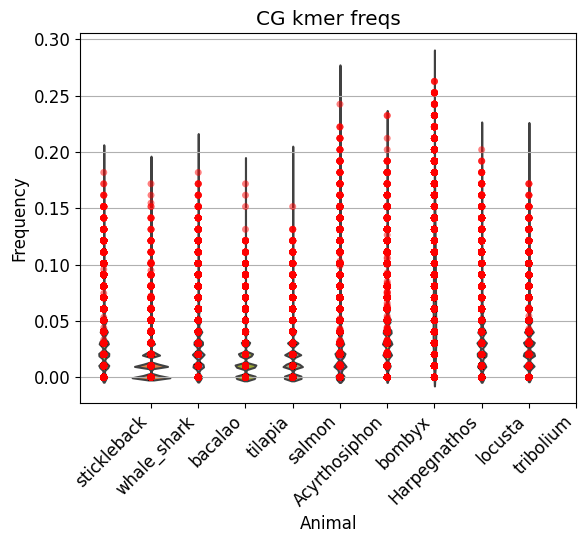 CG kmer freqs
0.30
0.25
0.20
0.15
0.10
0.05
0.00
Frequency
stickleback
whale_shark
bacalao
tilapia
salmon
Acyrthosiphon
bombyx
Harpegnathos
locusta
tribolium
Animal